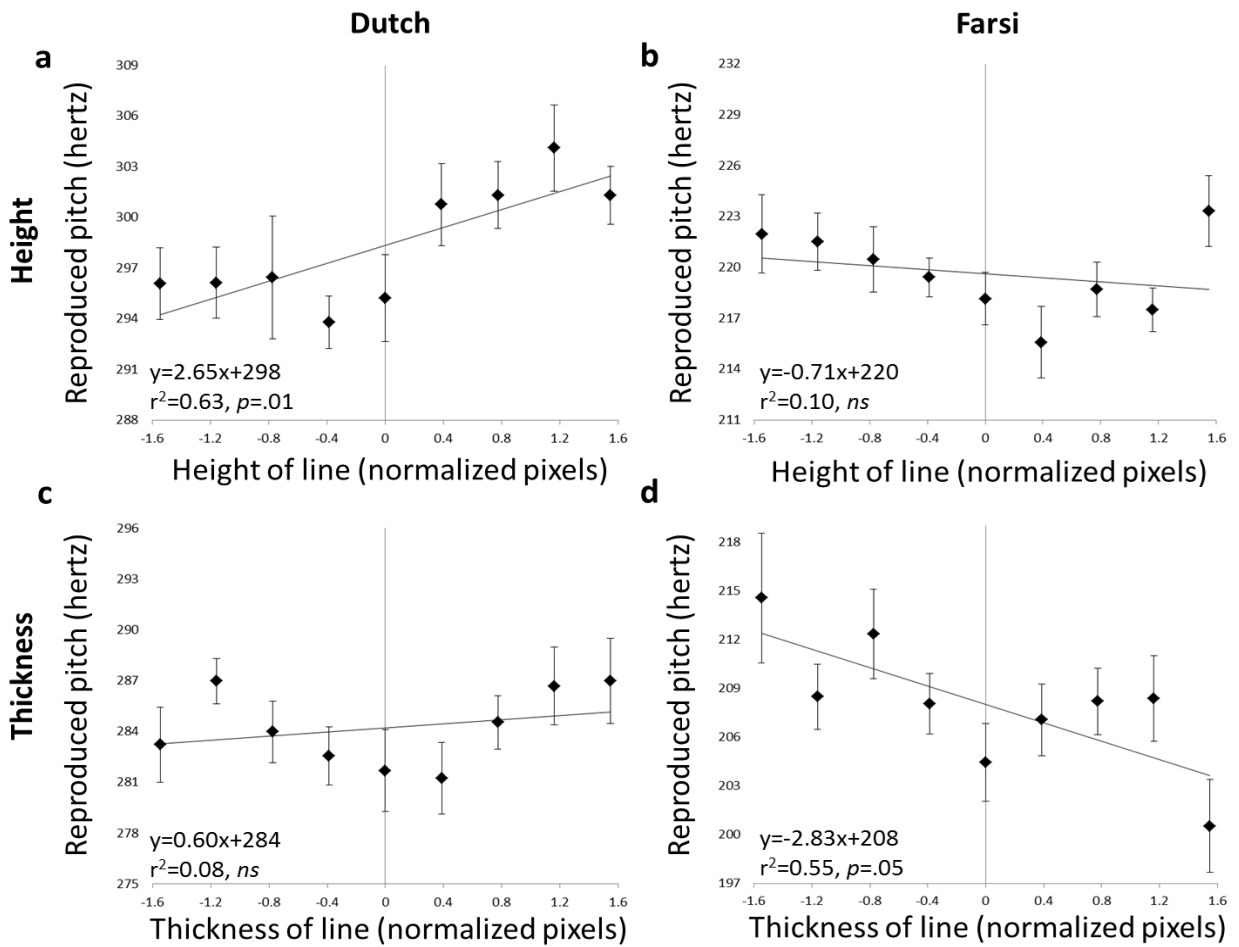 Dutch
Farsi
a
Height
Reproduced pitch (hertz)
309
306
303
300
297
294
291
288
y=2.65x+298
r²=0.63, p=.01
-1.6 -1.2 -0.8 -0.4 0 0.4 0.8 1.2 1.6
Height of line (normalized pixels)
b
Reproduced pitch (hertz)
232
229
226
223
220
217
214
211
y=-0.71x+220
r²=0.10, ns
-1.6 -1.2 -0.8 -0.4 0 0.4 0.8 1.2 1.6
Height of line (normalized pixels)
c
Thickness
Reproduced pitch (hertz)
296
293
290
287
284
281
278
275
y=0.60x+284
r²=0.08, ns
-1.6 -1.2 -0.8 -0.4 0 0.4 0.8 1.2 1.6
Thickness of line (normalized pixels)
d
Reproduced pitch (hertz)
218
215
212
209
206
203
200
197
y=-2.83x+208
r²=0.55, p=.05
-1.6 -1.2 -0.8 -0.4 0 0.4 0.8 1.2 1.6
Thickness of line (normalized pixels)